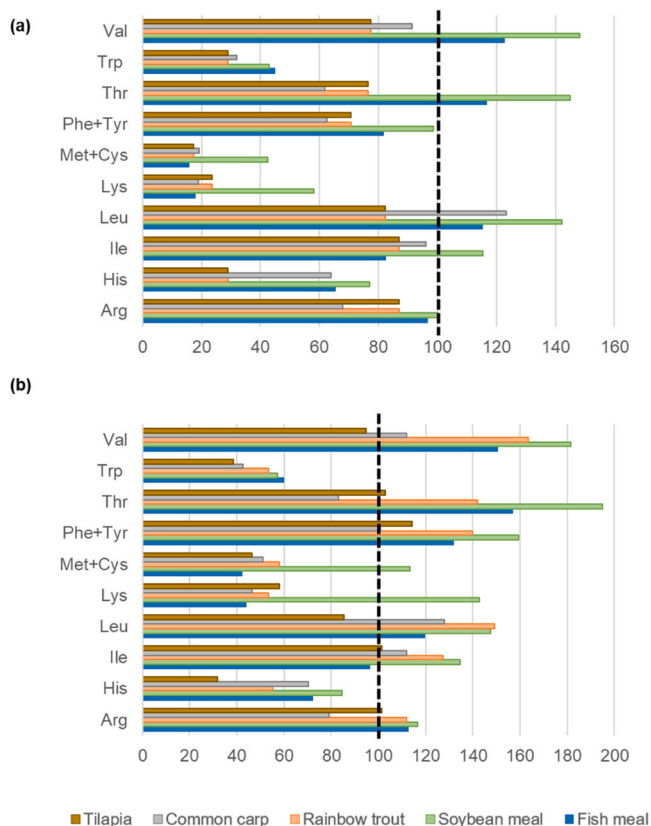 (a)
Val
Trp
Thr
Phe+Tyr
Met+Cys
Lys
Leu
Ile
His
Arg
0 20 40 60 80 100 120 140 160
(b)
Val
Trp
Thr
Phe+Tyr
Met+Cys
Lys
Leu
Ile
His
Arg
0 20 40 60 80 100 120 140 160 180 200
Tilapia Common carp Rainbow trout Soybean meal Fish meal